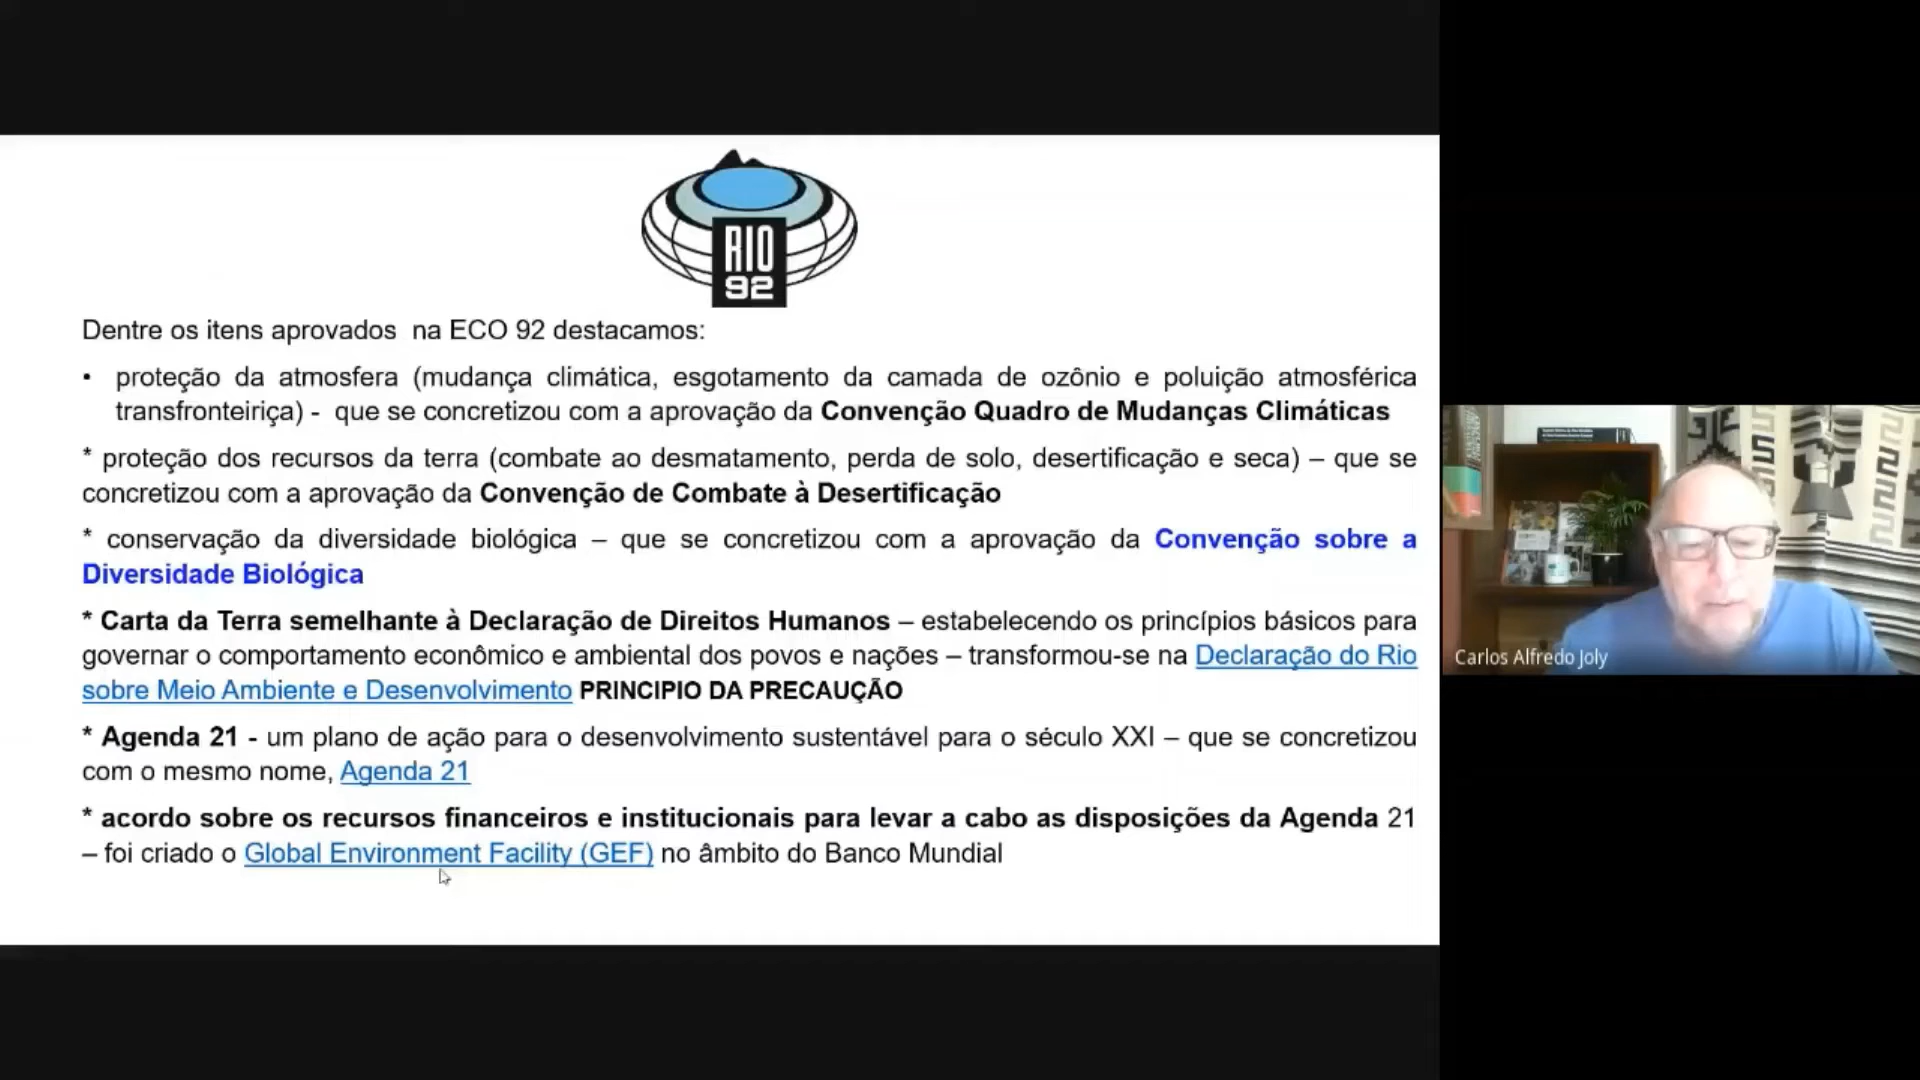 RIO
92
Dentre os itens aprovados na ECO 92 destacamos:
• proteção da atmosfera (mudança climática, esgotamento da camada de ozônio e poluição atmosférica
transfronteiriça) - que se concretizou com a aprovação da Convenção Quadro de Mudanças Climáticas
* proteção dos recursos da terra (combate ao desmatamento, perda de solo, desertificação e seca) – que se
concretizou com a aprovação da Convenção de Combate à Desertificação
* conservação da diversidade biológica – que se concretizou com a aprovação da Convenção sobre a
Diversidade Biológica
* Carta da Terra semelhante à Declaração de Direitos Humanos – estabelecendo os princípios básicos para
governar o comportamento econômico e ambiental dos povos e nações – transformou-se na Declaração do Rio
sobre Meio Ambiente e Desenvolvimento PRINCIPIO DA PRECAUÇÃO
* Agenda 21 - um plano de ação para o desenvolvimento sustentável para o século XXI – que se concretizou
com o mesmo nome, Agenda 21
* acordo sobre os recursos financeiros e institucionais para levar a cabo as disposições da Agenda 21
– foi criado o Global Environment Facility (GEF) no âmbito do Banco Mundial
Carlos Alfredo Joly